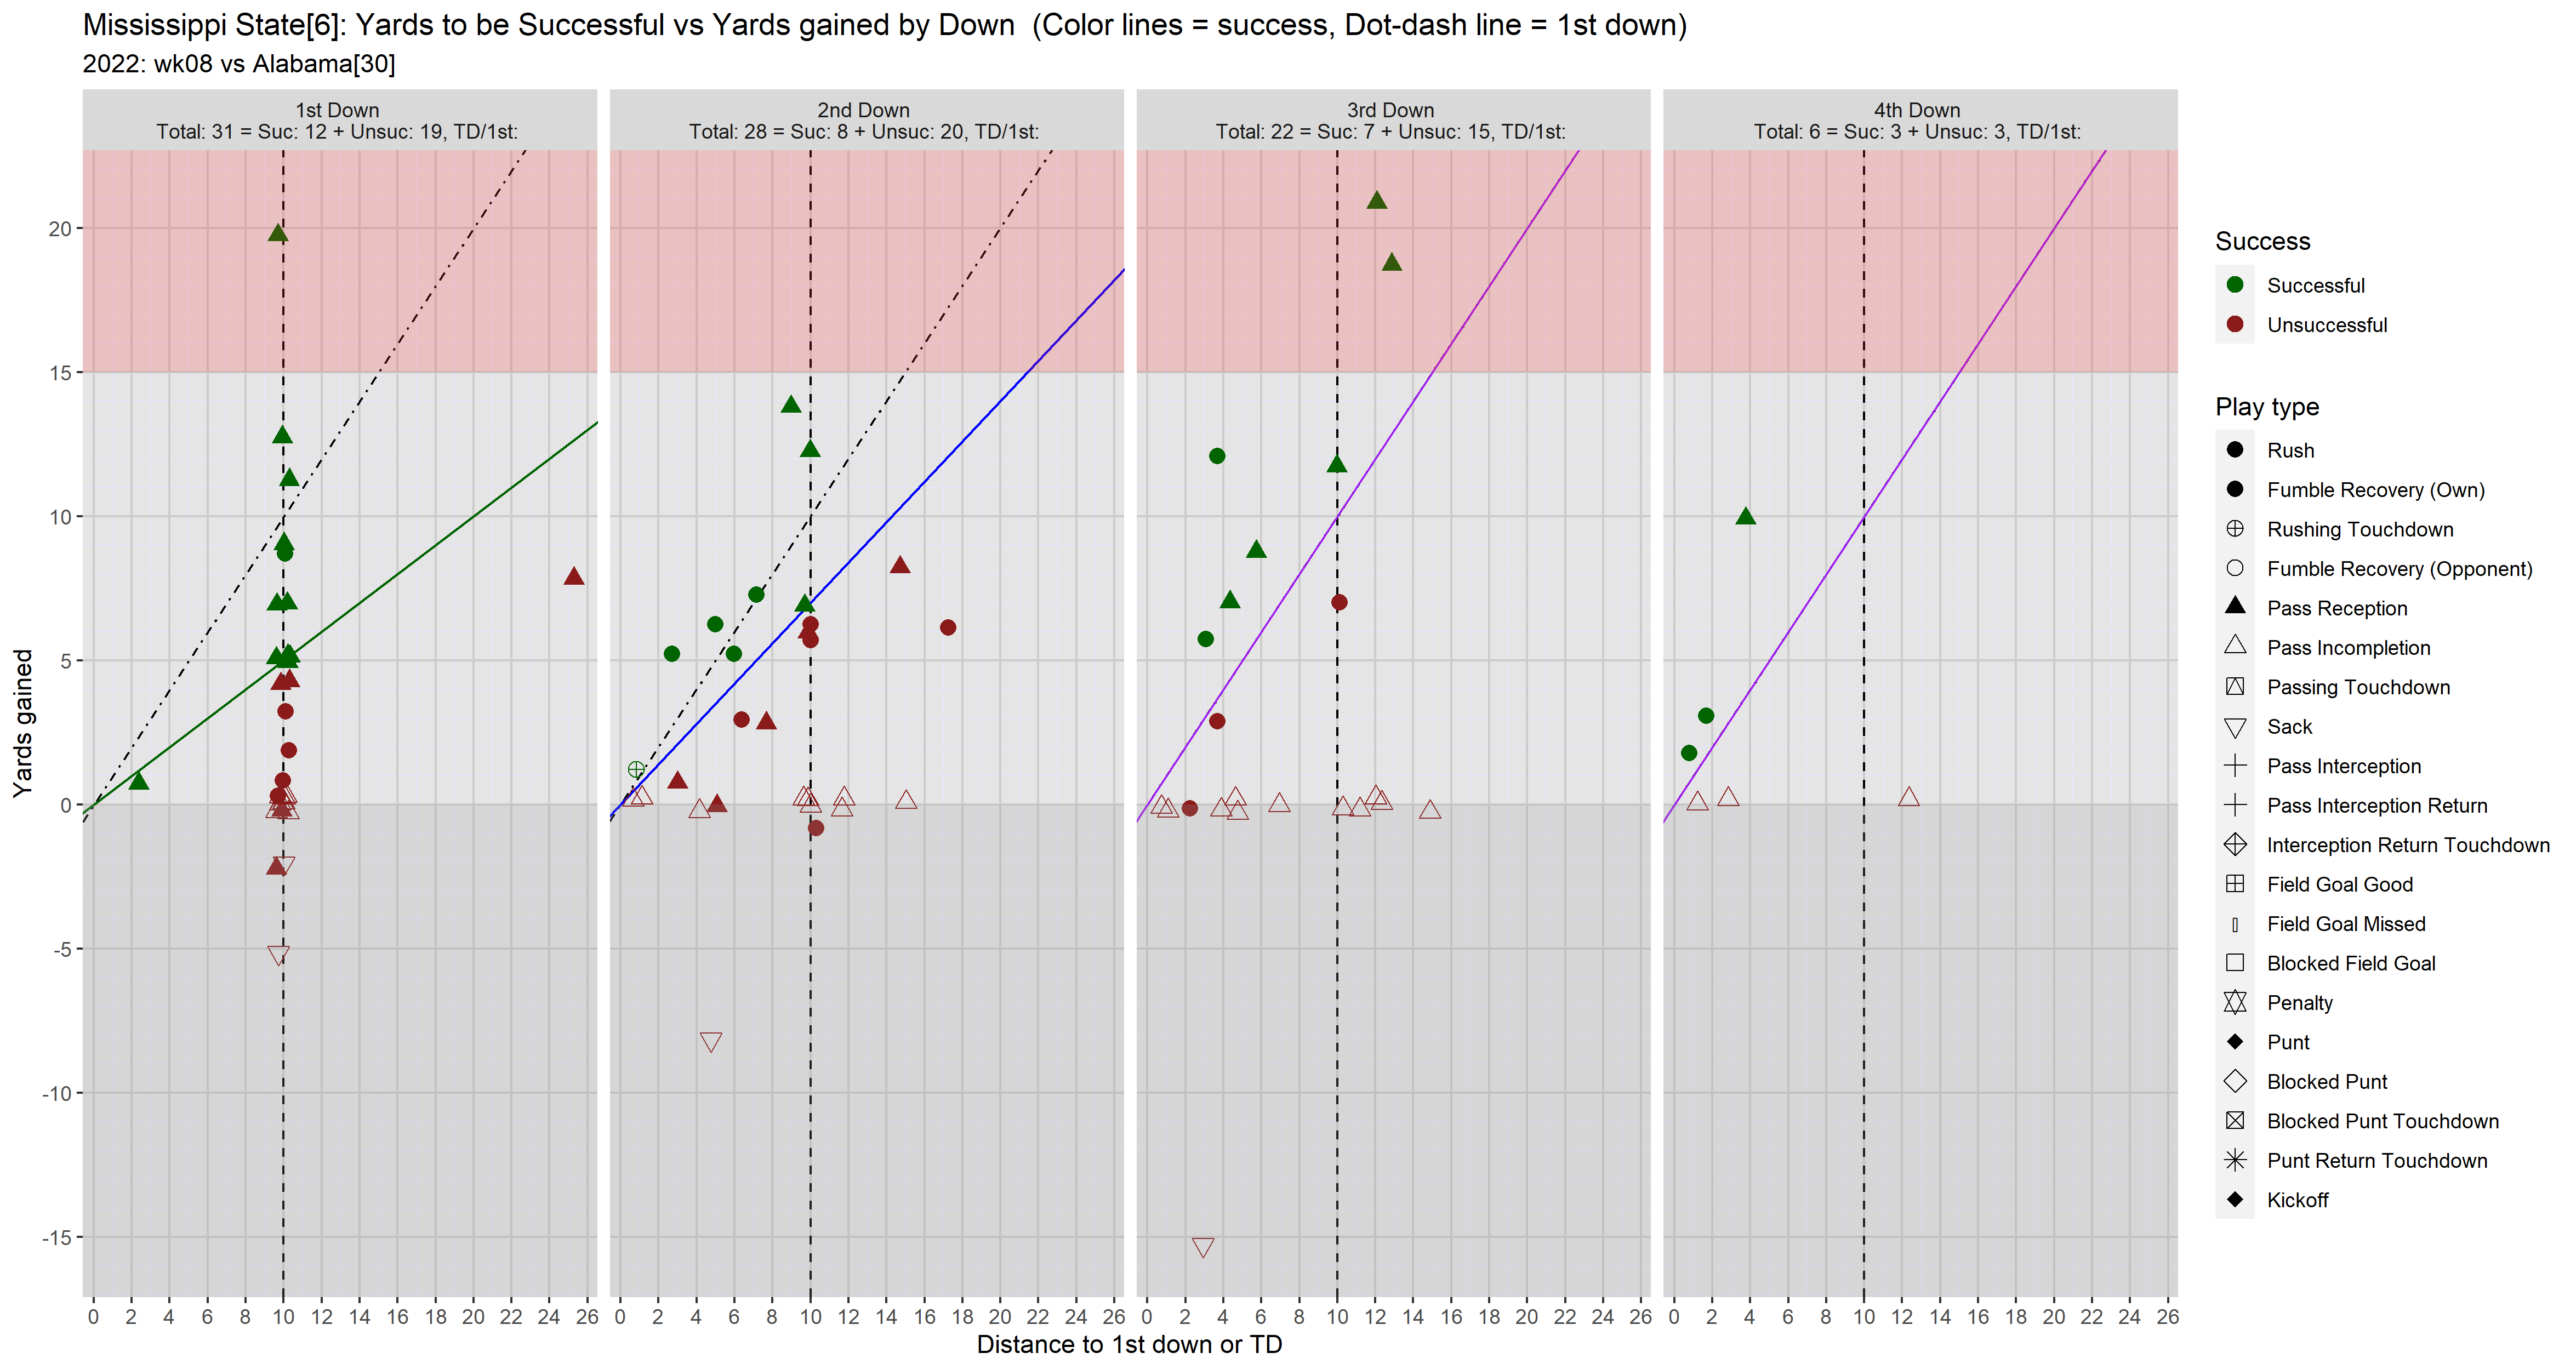 Mississippi State[6]: Yards to be Successful vs Yards gained by Down  (Color lines = success, Dot-dash line = 1st down)
2022: wk08 vs Alabama[30]
1st Down
Total: 31 = Suc: 12 + Unsuc: 19, TD/1st:
2nd Down
Total: 28 = Suc: 8 + Unsuc: 20, TD/1st:
3rd Down
Total: 22 = Suc: 7 + Unsuc: 15, TD/1st:
4th Down
Total: 6 = Suc: 3 + Unsuc: 3, TD/1st:
Yards gained
20
15
10
5
0
-5
-10
-15
0 2 4 6 8 10 12 14 16 18 20 22 24 26
0 2 4 6 8 10 12 14 16 18 20 22 24 26
0 2 4 6 8 10 12 14 16 18 20 22 24 26
0 2 4 6 8 10 12 14 16 18 20 22 24 26
Distance to 1st down or TD
Success
Successful
Unsuccessful
Play type
Rush
Fumble Recovery (Own)
Rushing Touchdown
Fumble Recovery (Opponent)
Pass Reception
Pass Incompletion
Passing Touchdown
Sack
Pass Interception
Pass Interception Return
Interception Return Touchdown
Field Goal Good
Field Goal Missed
Blocked Field Goal
Penalty
Punt
Blocked Punt
Blocked Punt Touchdown
Punt Return Touchdown
Kickoff